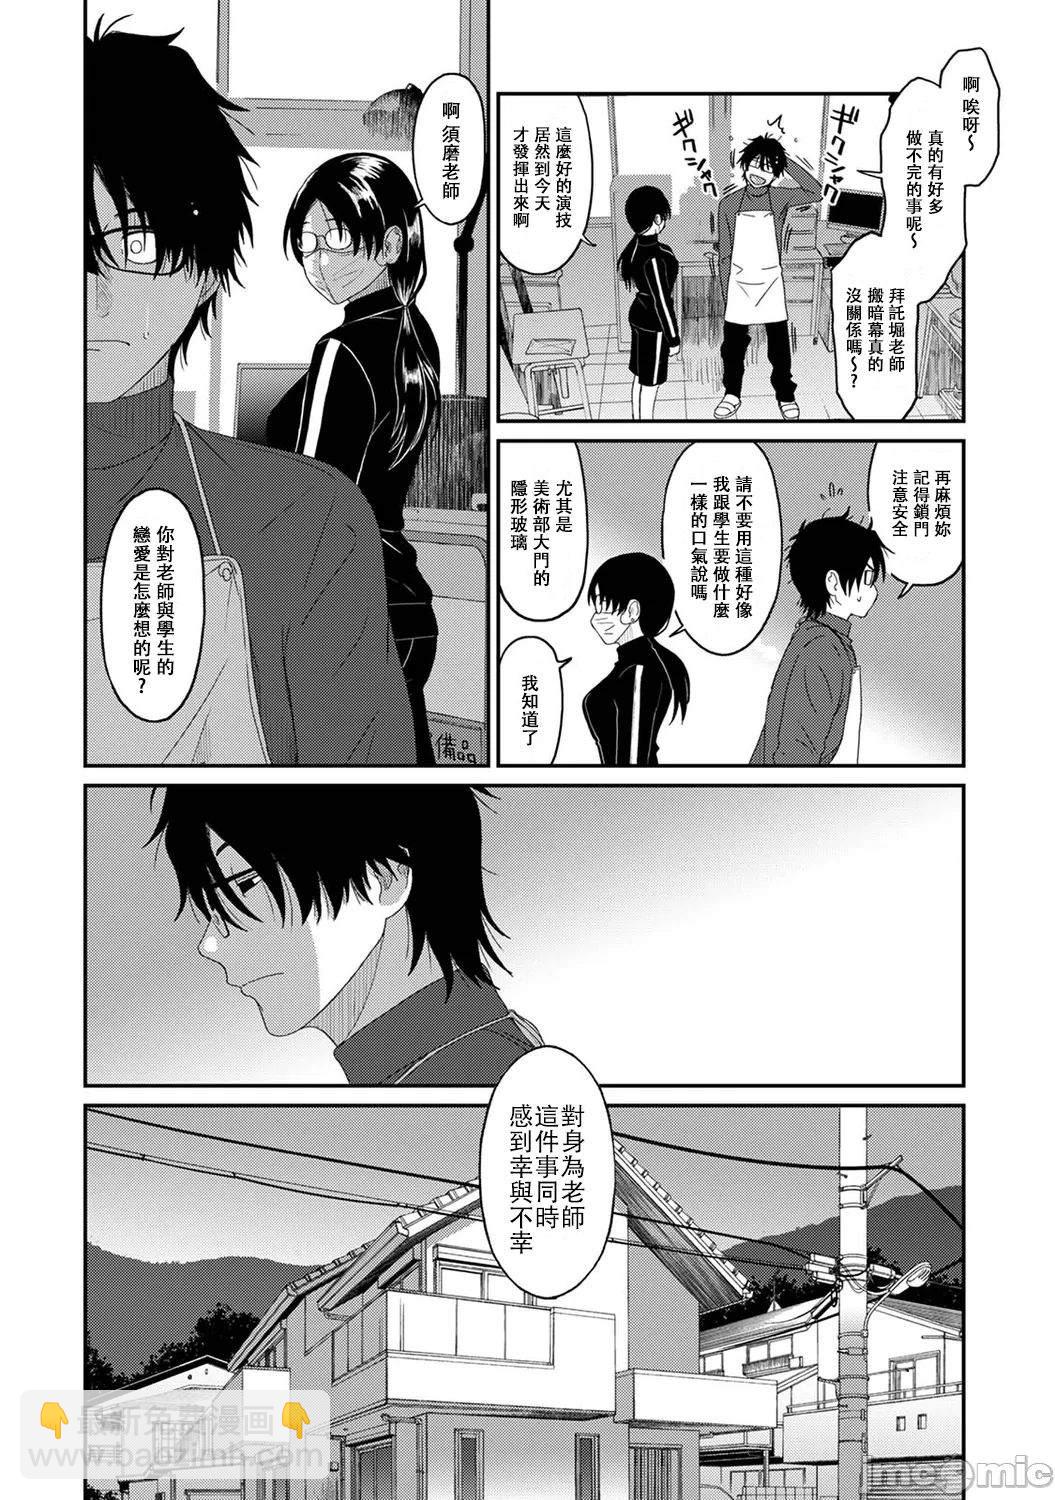 啊 唉呀～
真的有好多
做不完的事呢～
拜託堀老師
搬暗幕真的
沒關係嗎～？
ギクシャク
ギクシャク
這麼好的演技
居然到今天
才發揮出來啊
再麻煩妳
記得鎖門
注意安全
請不要用這種好像
我跟學生要做什麼
一樣的口氣說嗎
尤其是
美術部大門的
隱形玻璃
我知道了
啊 須磨老師
你對老師與學生的
戀愛是怎麼想的呢？
備品
對身為老師
這件事同時
感到幸與不幸
👇最新免費漫画👇
www.baozimh.com